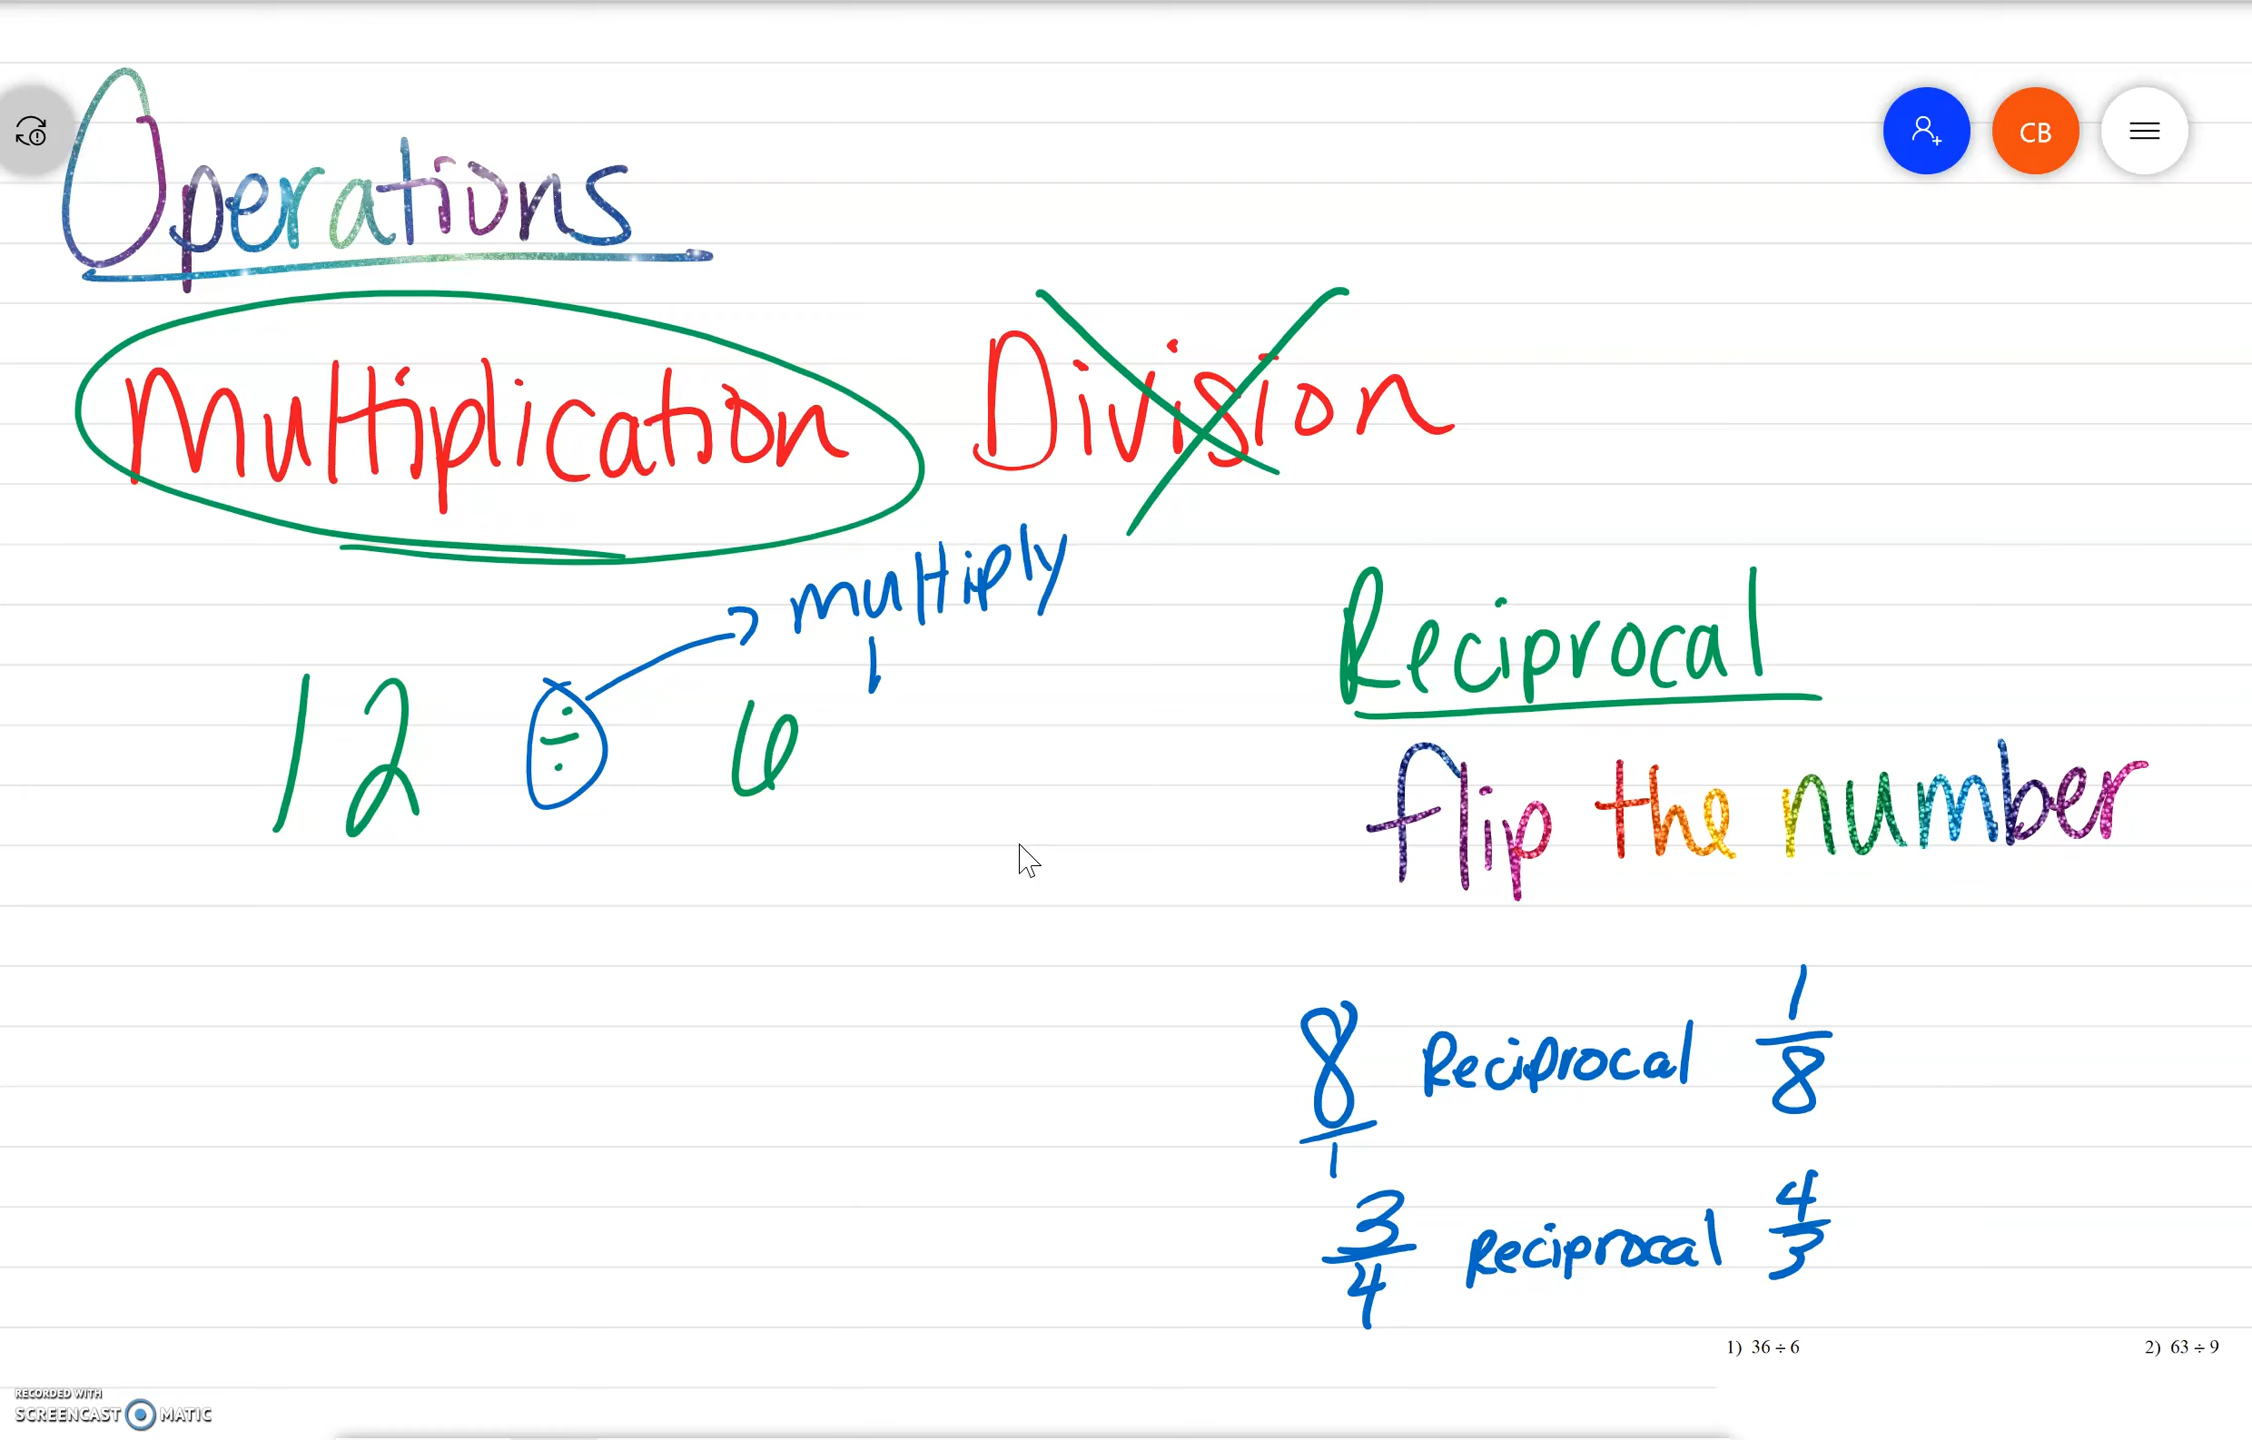 Operations
CB
Multiplication Division
multiply
12 ÷ 6
Reciprocal
flip the number
8/1 Reciprocal 1/8
3/4 Reciprocal 4/3
1) 36 ÷ 6
2) 63 ÷ 9
RECORDED WITH
SCREENCAST MATIC